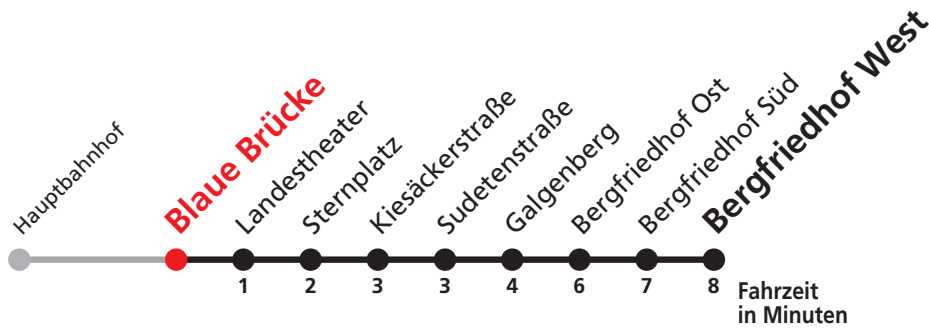 Hauptbahnhof
Blaue Brücke
Landestheater
Sternplatz
Kiesäckerstraße
Sudetenstraße
Galgenberg
Bergfriedhof Ost
Bergfriedhof Süd
Bergfriedhof West
1 2 3 3 4 6 7 8
Fahrzeit
in Minuten